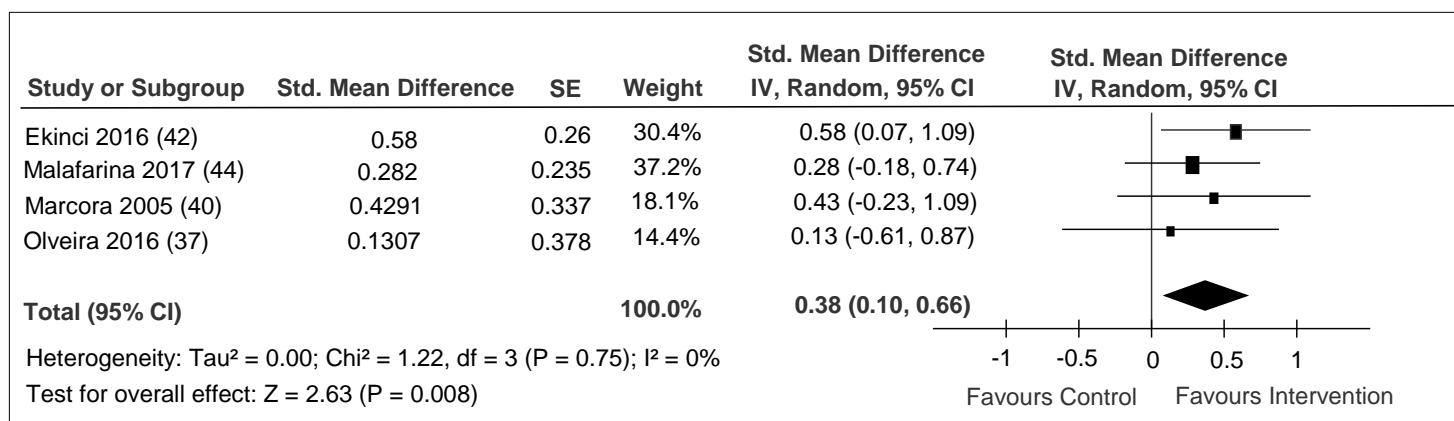 Std. Mean Difference Std. Mean Difference
Study or Subgroup Std. Mean Difference SE Weight IV, Random, 95% CI IV, Random, 95% CI
Ekinci 2016 (42) 0.58 0.26 30.4% 0.58 (0.07, 1.09)
Malafarina 2017 (44) 0.282 0.235 37.2% 0.28 (-0.18, 0.74)
Marcora 2005 (40) 0.4291 0.337 18.1% 0.43 (-0.23, 1.09)
Olveira 2016 (37) 0.1307 0.378 14.4% 0.13 (-0.61, 0.87)
Total (95% CI) 100.0% 0.38 (0.10, 0.66)
Heterogeneity: Tau² = 0.00; Chi² = 1.22, df = 3 (P = 0.75); I² = 0%
-1 -0.5 0 0.5 1
Test for overall effect: Z = 2.63 (P = 0.008)
Favours Control Favours Intervention